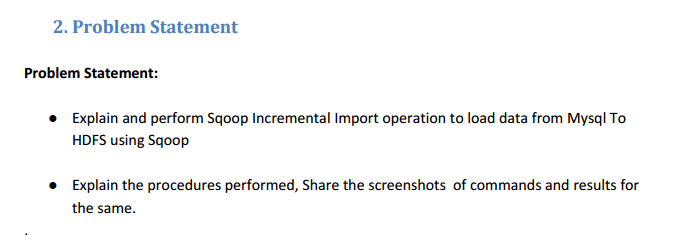 2. Problem Statement
Problem Statement:
● Explain and perform Sqoop Incremental Import operation to load data from Mysql To
HDFS using Sqoop
● Explain the procedures performed, Share the screenshots of commands and results for
the same.
.